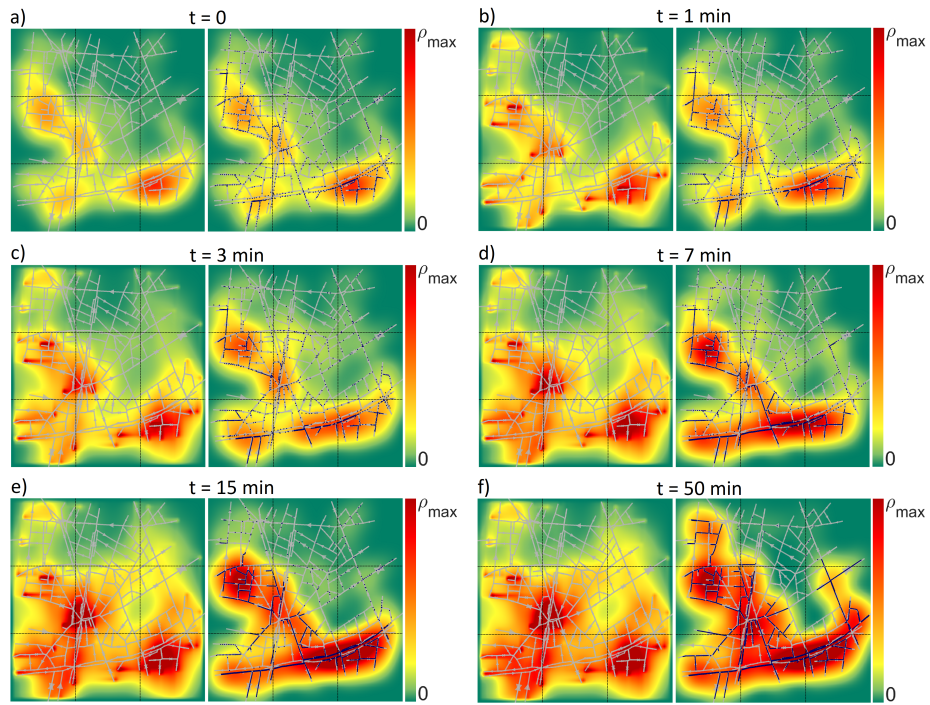 a) t = 0
ρmax
0
b) t = 1 min
ρmax
0
c) t = 3 min
ρmax
0
d) t = 7 min
ρmax
0
e) t = 15 min
ρmax
0
f) t = 50 min
ρmax
0